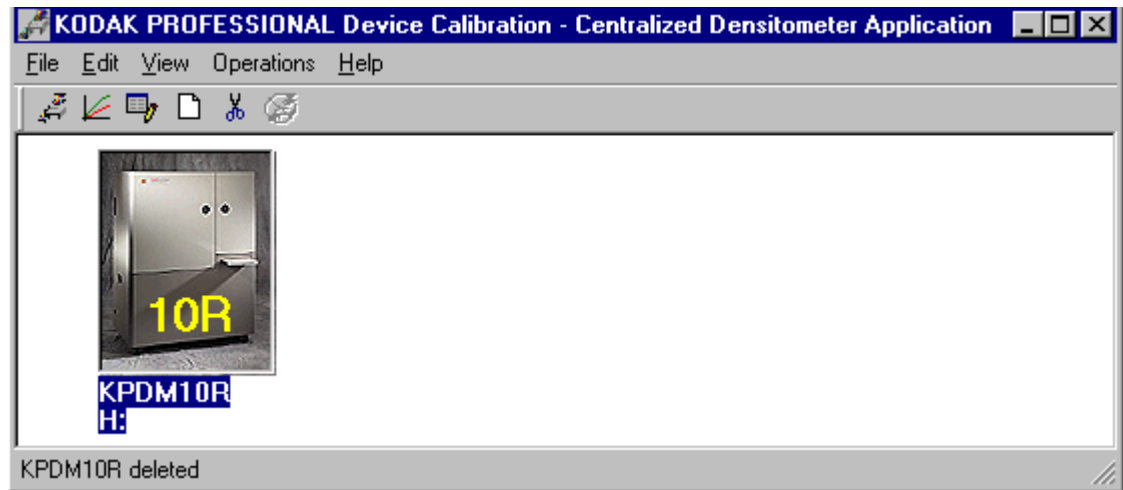 KODAK PROFESSIONAL Device Calibration - Centralized Densitometer Application
File Edit View Operations Help
10R
KPDM10R
H:
KPDM10R deleted